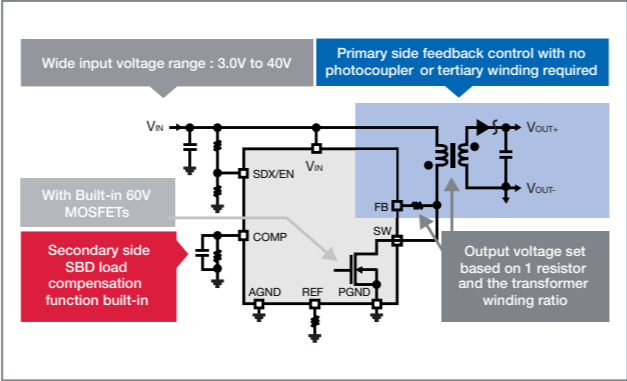 Wide input voltage range : 3.0V to 40V
Primary side feedback control with no
photocoupler or tertiary winding required
VIN
VOUT+
VIN
SDX/EN
VOUT-
With Built-in 60V
MOSFETs
FB
SW
COMP
Secondary side
SBD load
compensation
function built-in
Output voltage set
based on 1 resistor
and the transformer
winding ratio
AGND
REF
PGND